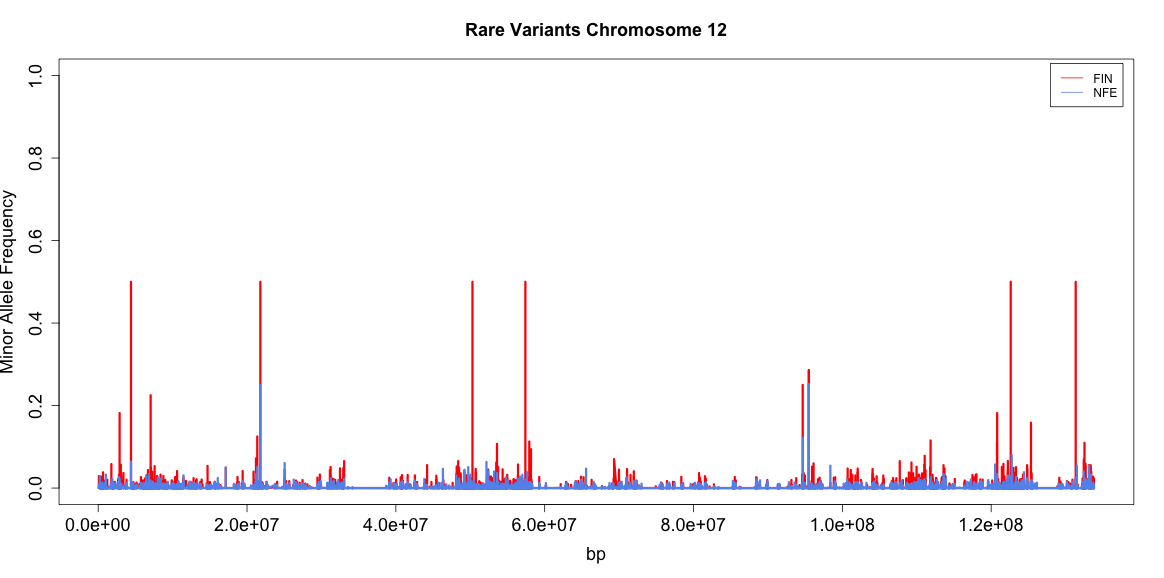 Rare Variants Chromosome 12
FIN
NFE
Minor Allele Frequency
1.0
0.8
0.6
0.4
0.2
0.0
0.0e+00 2.0e+07 4.0e+07 6.0e+07 8.0e+07 1.0e+08 1.2e+08
bp